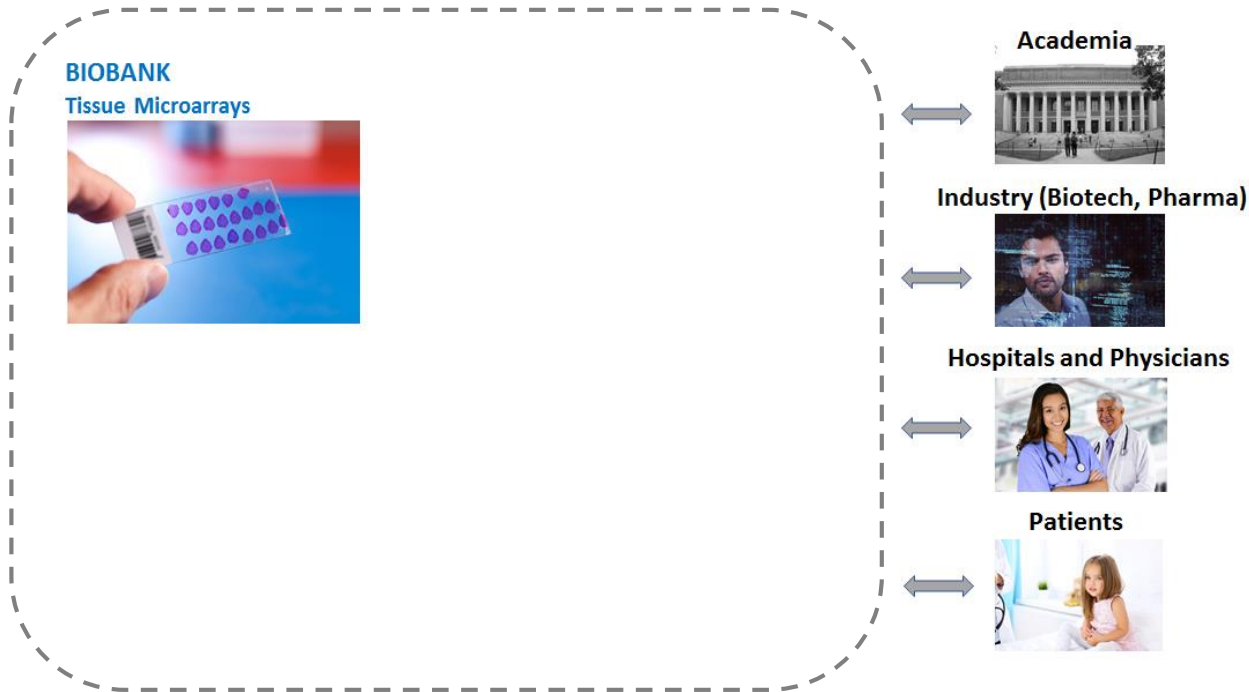 BIOBANK
Tissue Microarrays
Academia
Industry (Biotech, Pharma)
Hospitals and Physicians
Patients